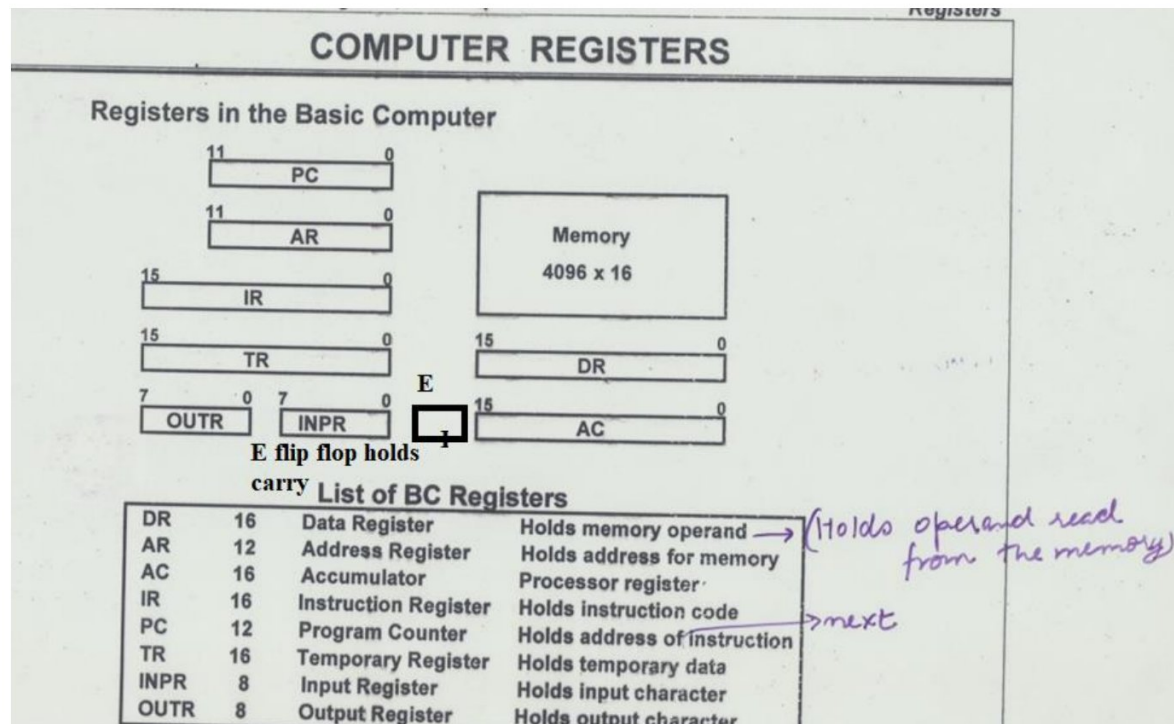 Registers
COMPUTER REGISTERS
Registers in the Basic Computer
11 0
PC
11 0
AR
Memory
4096 x 16
15 0
IR
15 0
TR
15 0
DR
7 0 7 0
OUTR INPR
E
15 0
AC
E flip flop holds
carry
List of BC Registers
DR 16 Data Register Holds memory operand → (Holds operand read
from the memory)
AR 12 Address Register Holds address for memory
AC 16 Accumulator Processor register
IR 16 Instruction Register Holds instruction code
PC 12 Program Counter Holds address of instruction → next
TR 16 Temporary Register Holds temporary data
INPR 8 Input Register Holds input character
OUTR 8 Output Register Holds output character